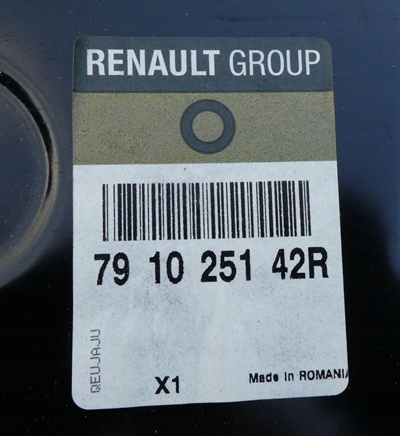 RENAULT GROUP
79 10 251 42R
QEUJAJU
X1
Made in ROMANIA